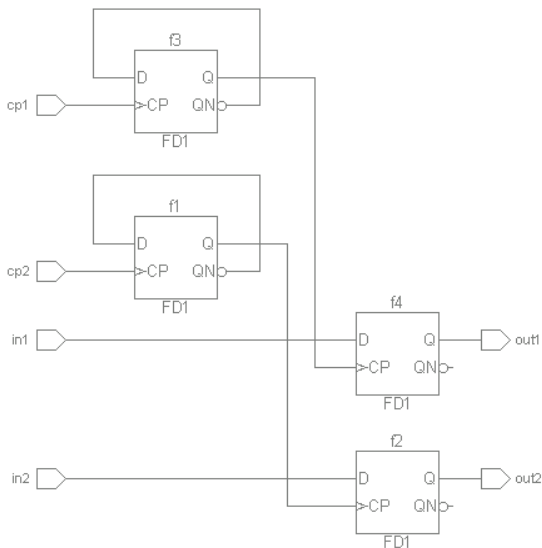 f3
D Q
cp1 CP QN
FD1
f1
D Q
cp2 CP QN
FD1
f4
in1 D Q out1
CP QN
FD1
f2
in2 D Q out2
CP QN
FD1